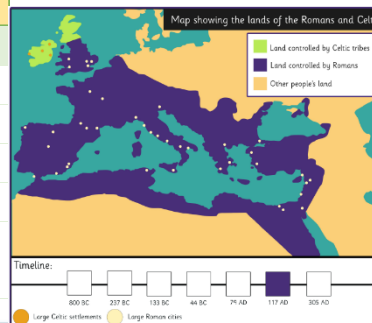 Map showing the lands of the Romans and Celt
Land controlled by Celtic tribes
Land controlled by Romans
Other people's land
Timeline:
800 BC 237 BC 133 BC 44 BC 79 AD 117 AD 305 AD
Large Celtic settlements Large Roman cities